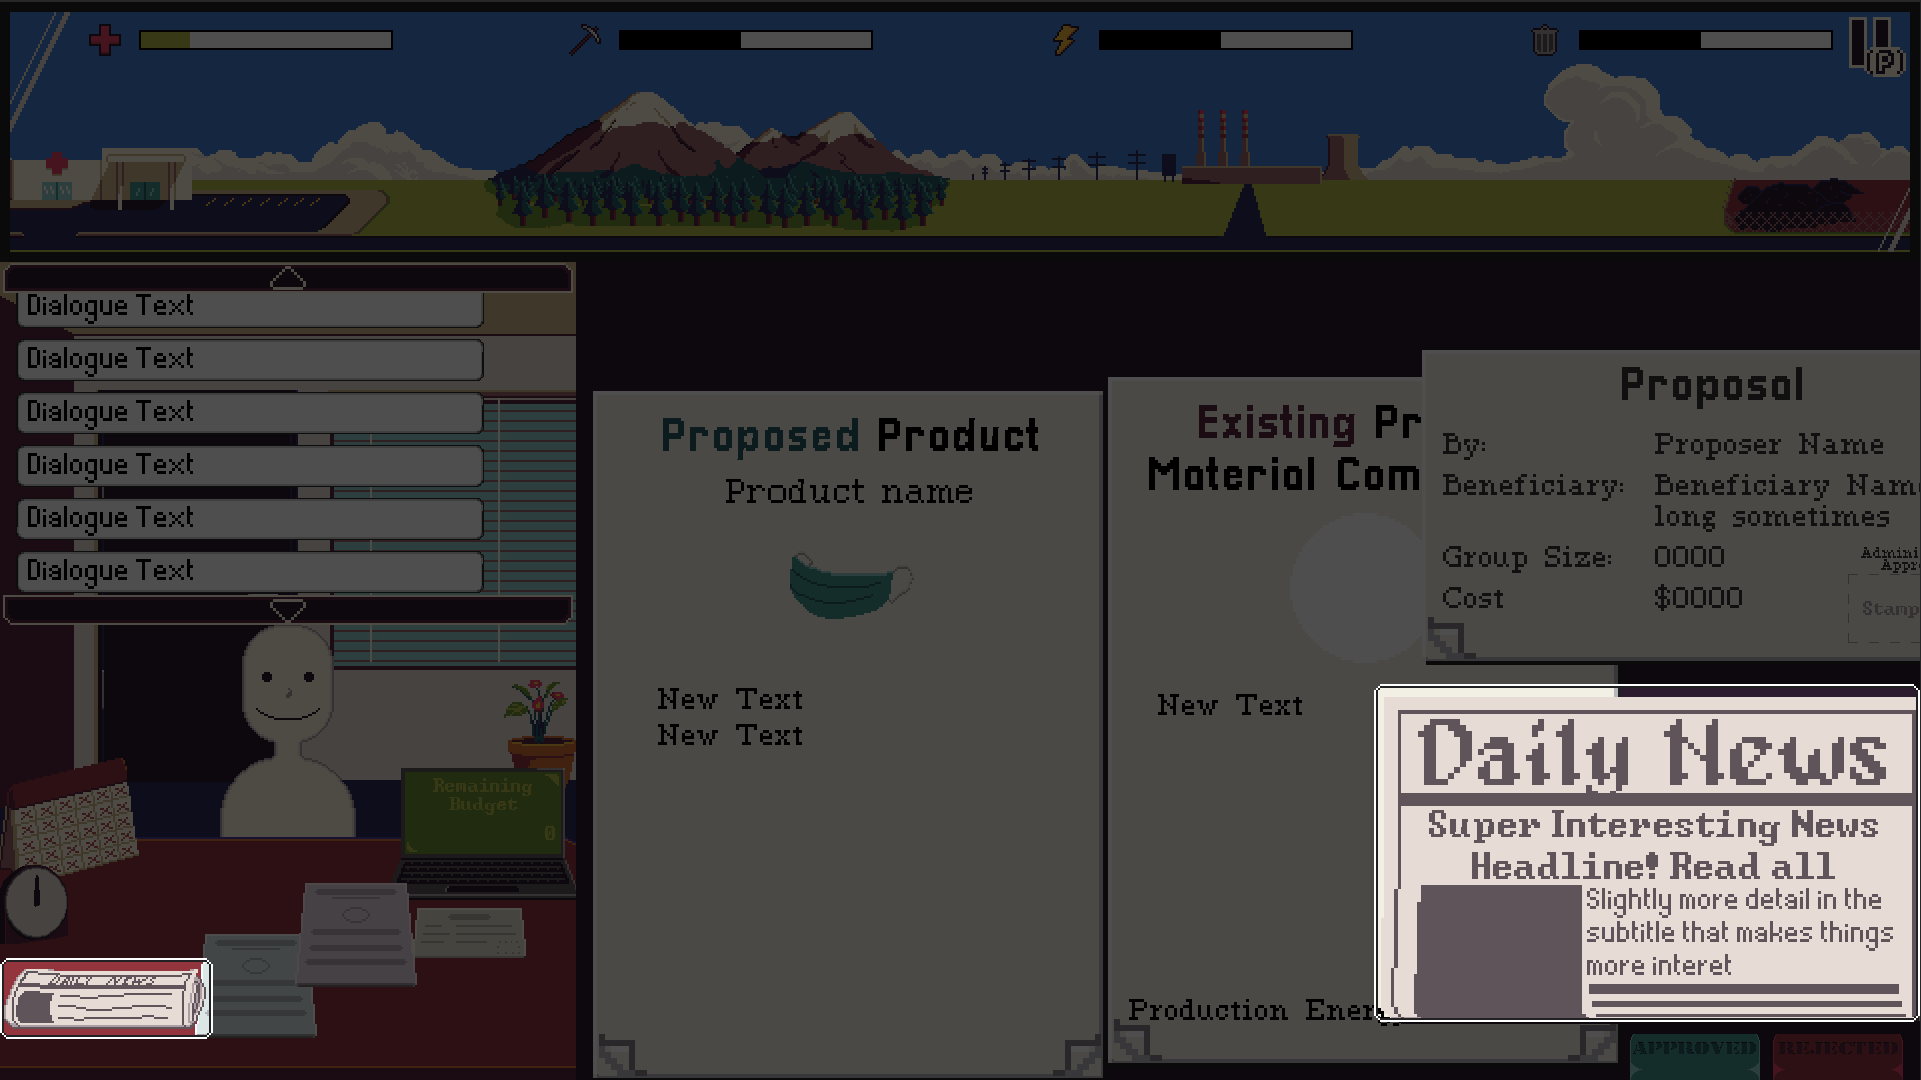 P
Dialogue Text
Dialogue Text
Dialogue Text
Dialogue Text
Dialogue Text
Dialogue Text
Remaining
Budget
0
DAILY NEWS
Proposed Product
Product name
New Text
New Text
Existing Pr
Material Com
New Text
Production Energy
Proposal
By: Proposer Name
Beneficiary: Beneficiary Name
long sometimes
Group Size: 0000
Cost $0000
Admini
Appr
Stamp
Daily News
Super Interesting News
Headline! Read all
Slightly more detail in the
subtitle that makes things
more interet
APPROVED
REJECTED